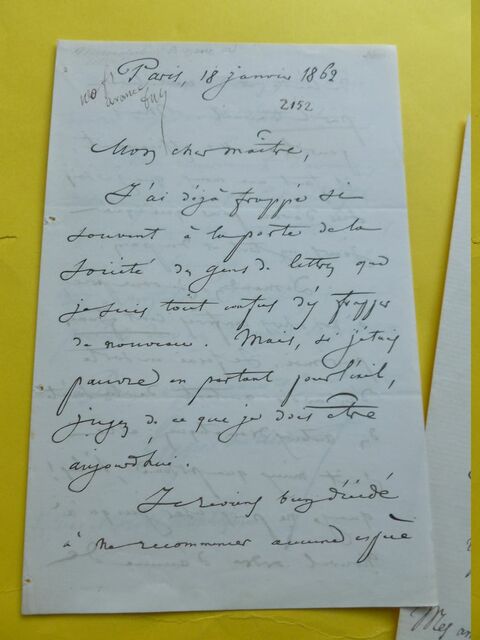 Paris, 18 janvier 1862
2152
Mon cher maître,
J'ai déjà frappé si
souvent à la porte de la
société des gens de lettres que
je suis tout confus d'y frapper
de nouveau. Mais, si j'étais
pauvre en partant pour l'exil,
jugez de ce que je dois être
aujourd'hui.
Je reviens décidé
à ne recommencer aucune espèce